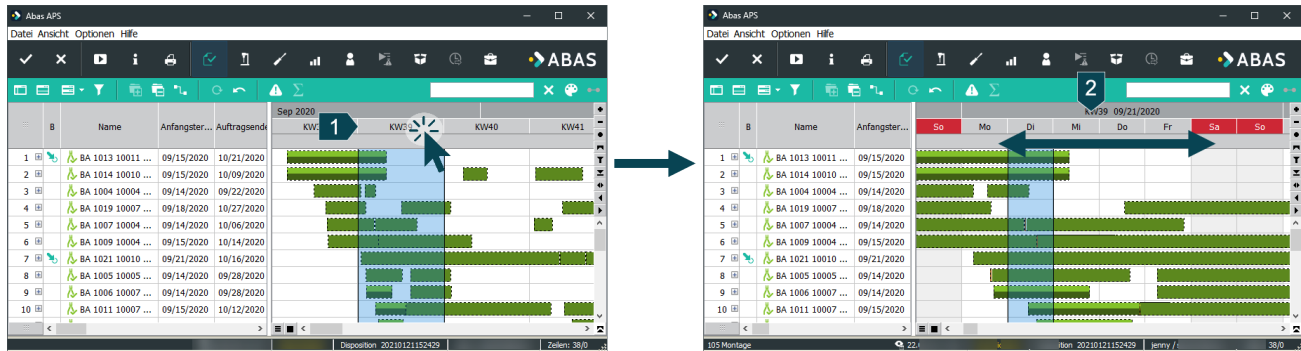 Abas APS
Datei Ansicht Optionen Hilfe
ABAS
Sep 2020
B Name Anfangster... Auftragsende
1 KW39 KW40 KW41
1 BA 1013 10011 ... 09/15/2020 10/21/2020
2 BA 1014 10010 ... 09/15/2020 10/09/2020
3 BA 1004 10004 ... 09/14/2020 09/22/2020
4 BA 1019 10007 ... 09/18/2020 10/27/2020
5 BA 1007 10004 ... 09/14/2020 10/06/2020
6 BA 1009 10004 ... 09/15/2020 10/14/2020
7 BA 1021 10010 ... 09/21/2020 10/16/2020
8 BA 1005 10005 ... 09/14/2020 09/28/2020
9 BA 1006 10007 ... 09/14/2020 09/28/2020
10 BA 1011 10007 ... 09/15/2020 10/12/2020
Disposition 20210121152429 Zeilen: 38/0
Abas APS
Datei Ansicht Optionen Hilfe
ABAS
2
KW39 09/21/2020
B Name Anfangster...
So Mo Di Mi Do Fr Sa So
1 BA 1013 10011 ... 09/15/2020
2 BA 1014 10010 ... 09/15/2020
3 BA 1004 10004 ... 09/14/2020
4 BA 1019 10007 ... 09/18/2020
5 BA 1007 10004 ... 09/14/2020
6 BA 1009 10004 ... 09/15/2020
7 BA 1021 10010 ... 09/21/2020
8 BA 1005 10005 ... 09/14/2020
9 BA 1006 10007 ... 09/14/2020
10 BA 1011 10007 ... 09/15/2020
105 Montage 22. ition 20210121152429 jenny / 38/0